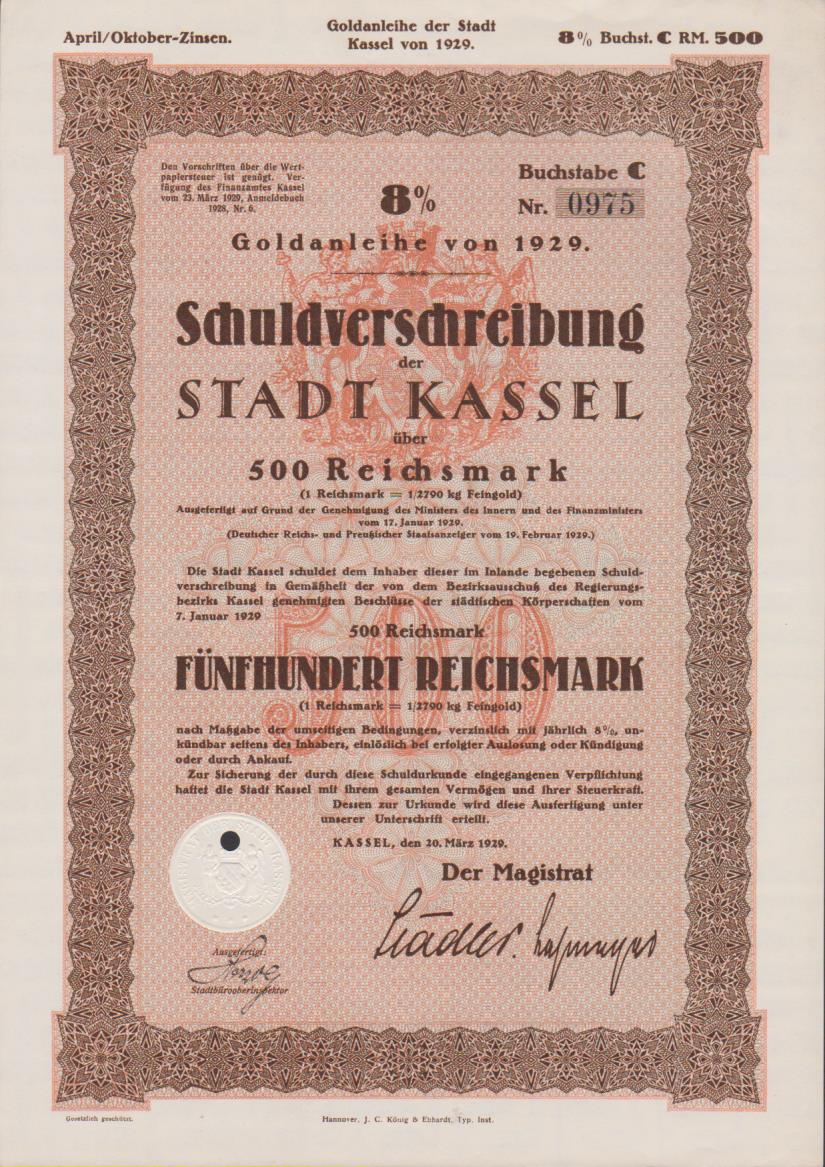 April/Oktober-Zinsen.
Goldanleihe der Stadt
Kassel von 1929.
8% Buchst. C RM. 500
Den Vorschriften über die Wert-
papiersteuer ist genügt. Ver-
fügung des Finanzamtes Kassel
vom 23. März 1929, Anmeldebuch
1928, Nr. 6.
8%
Buchstabe C
Nr. 0975
Goldanleihe von 1929.
Schuldverschreibung
der
STADT KASSEL
über
500 Reichsmark
(1 Reichsmark = 1/2790 kg Feingold)
Ausgefertigt auf Grund der Genehmigung des Ministers des Innern und des Finanzministers
vom 17. Januar 1929.
(Deutscher Reichs- und Preußischer Staatsanzeiger vom 19. Februar 1929.)
Die Stadt Kassel schuldet dem Inhaber dieser im Inlande begebenen Schuld-
verschreibung in Gemäßheit der von dem Bezirksausschuß des Regierungs-
bezirks Kassel genehmigten Beschlüsse der städtischen Körperschaften vom
7. Januar 1929
500 Reichsmark
500
FÜNFHUNDERT REICHSMARK
(1 Reichsmark = 1/2790 kg Feingold)
nach Maßgabe der umseitigen Bedingungen, verzinslich mit jährlich 8%, un-
kündbar seitens des Inhabers, einlöslich bei erfolgter Auslosung oder Kündigung
oder durch Ankauf.
Zur Sicherung der durch diese Schuldurkunde eingegangenen Verpflichtung
haftet die Stadt Kassel mit ihrem gesamten Vermögen und ihrer Steuerkraft.
Dessen zur Urkunde wird diese Ausfertigung unter
unserer Unterschrift erteilt.
KASSEL, den 20. März 1929.
Der Magistrat
Stadler.
Ausgefertigt:
Stadtbürooberinspektor
Gesetzlich geschützt.
Hannover, J. C. König & Ebhardt, Typ. Inst.